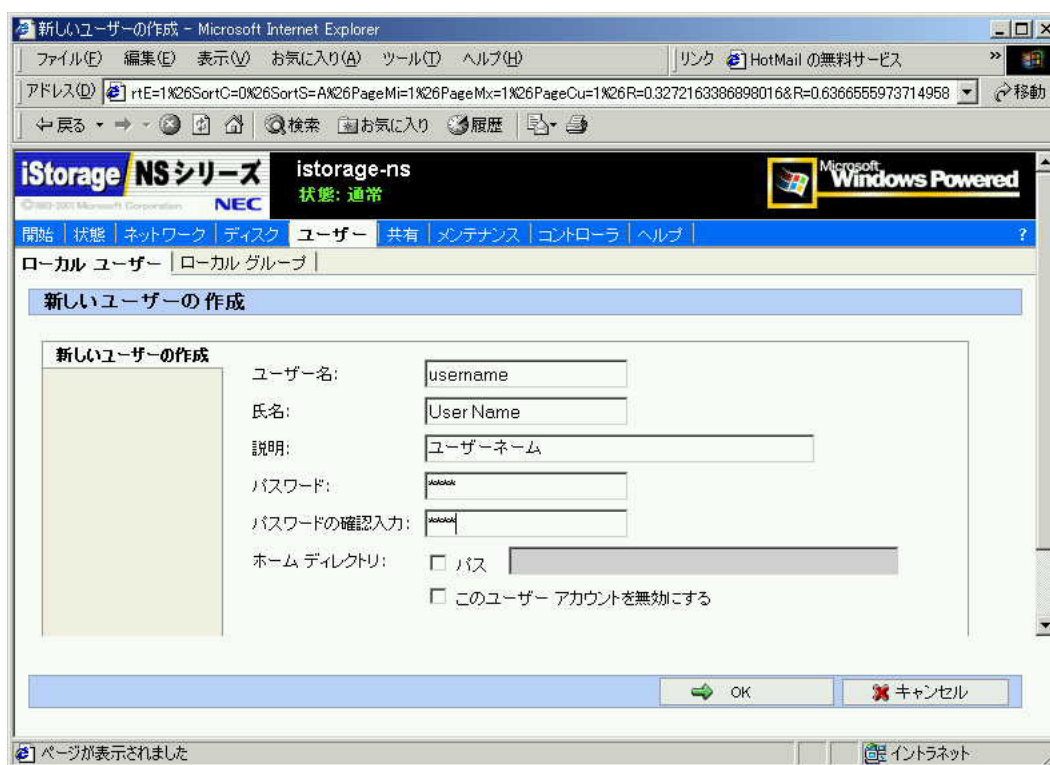 新しいユーザーの作成 - Microsoft Internet Explorer
ファイル(F) 編集(E) 表示(V) お気に入り(A) ツール(T) ヘルプ(H) リンク HotMail の無料サービス »
アドレス(D) rtE=1%26SortC=0%26SortS=A%26PageMi=1%26PageMx=1%26PageCu=1%26R=0.3272163386898016&R=0.6366555973714958 移動
戻る 検索 お気に入り 履歴
iStorage NSシリーズ istorage-ns Microsoft Windows Powered
状態: 通常
NEC
開始 状態 ネットワーク ディスク ユーザー 共有 メンテナンス コントローラ ヘルプ ?
ローカル ユーザー ローカル グループ
新しいユーザーの 作成
新しいユーザーの作成
ユーザー名: username
氏名: User Name
説明: ユーザーネーム
パスワード: *****
パスワードの確認入力: *****
ホーム ディレクトリ: パス
このユーザー アカウントを無効にする
OK キャンセル
ページが表示されました イントラネット